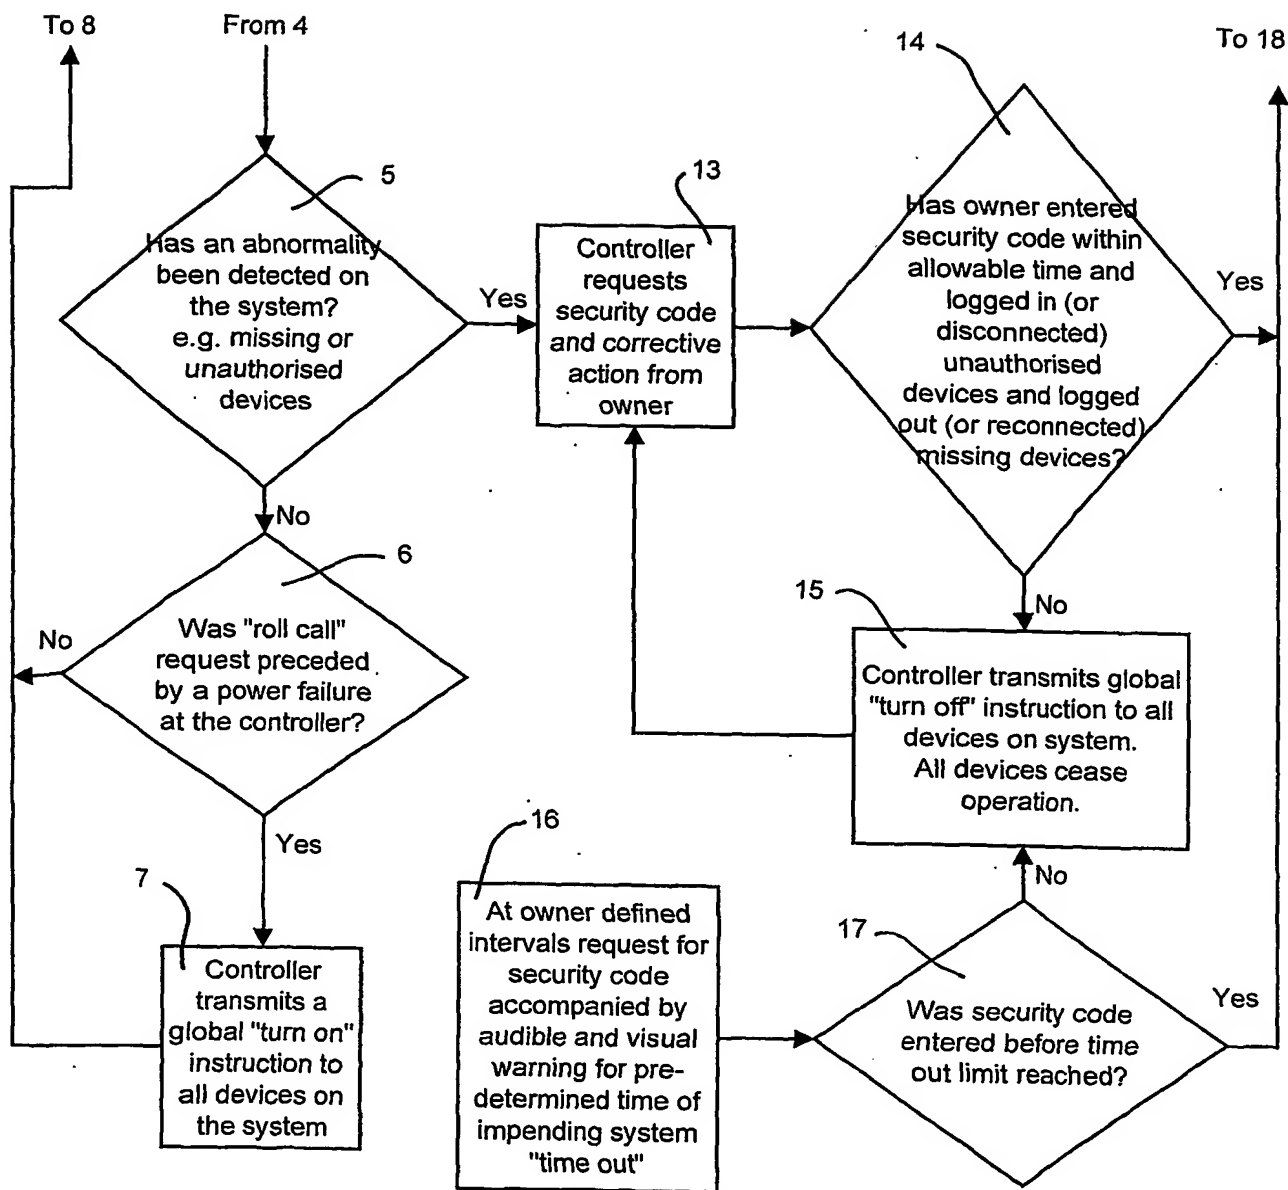 To 8
From 4
To 18
14
5
13
Has an abnormality
been detected on
the system?
e.g. missing or
unauthorised
devices
Yes
Controller
requests
security code
and corrective
action from
owner
Has owner entered
security code within
allowable time and
logged in (or
disconnected)
unauthorised
devices and logged
out (or reconnected)
missing devices?
Yes
No
6
No
Was "roll call"
request preceded
by a power failure
at the controller?
Yes
No
15
Controller transmits global
"turn off" instruction to all
devices on system.
All devices cease
operation.
7
Controller
transmits a
global "turn on"
instruction to
all devices on
the system
16
At owner defined
intervals request for
security code
accompanied by
audible and visual
warning for pre-
determined time of
impending system
"time out"
No
17
Was security code
entered before time
out limit reached?
Yes